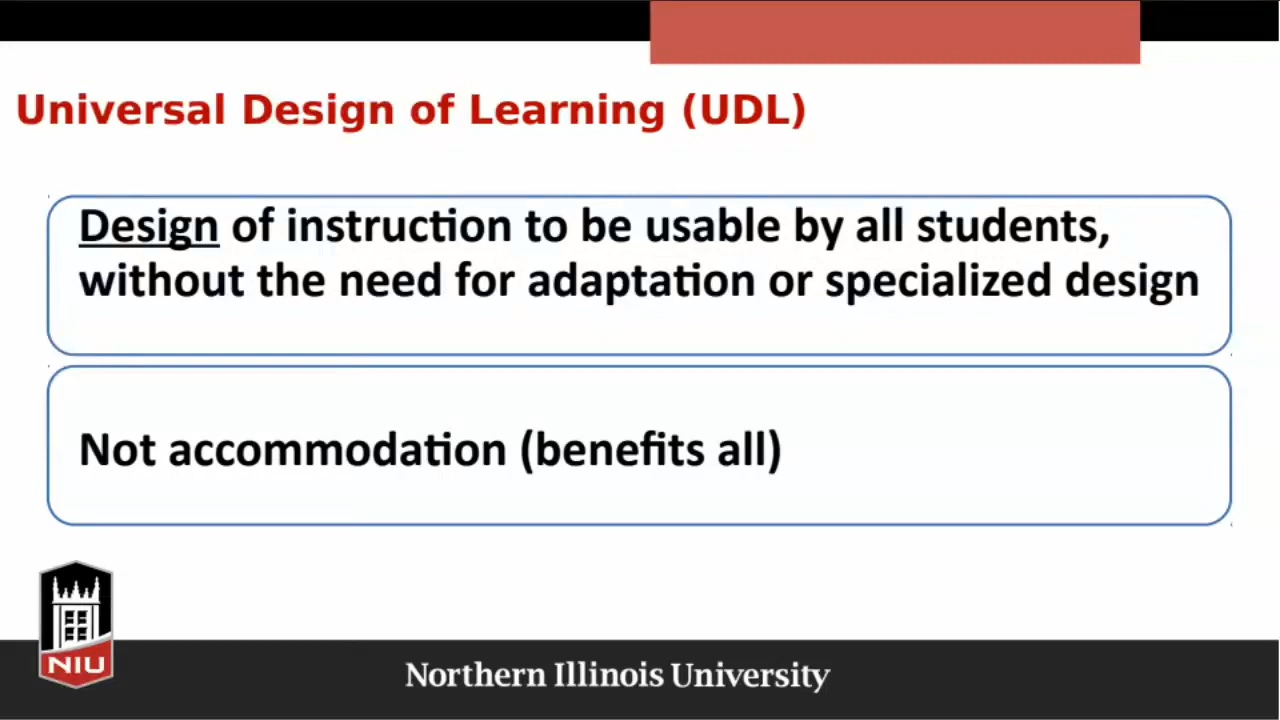 Universal Design of Learning (UDL)
Design of instruction to be usable by all students,
without the need for adaptation or specialized design
Not accommodation (benefits all)
NIU
Northern Illinois University